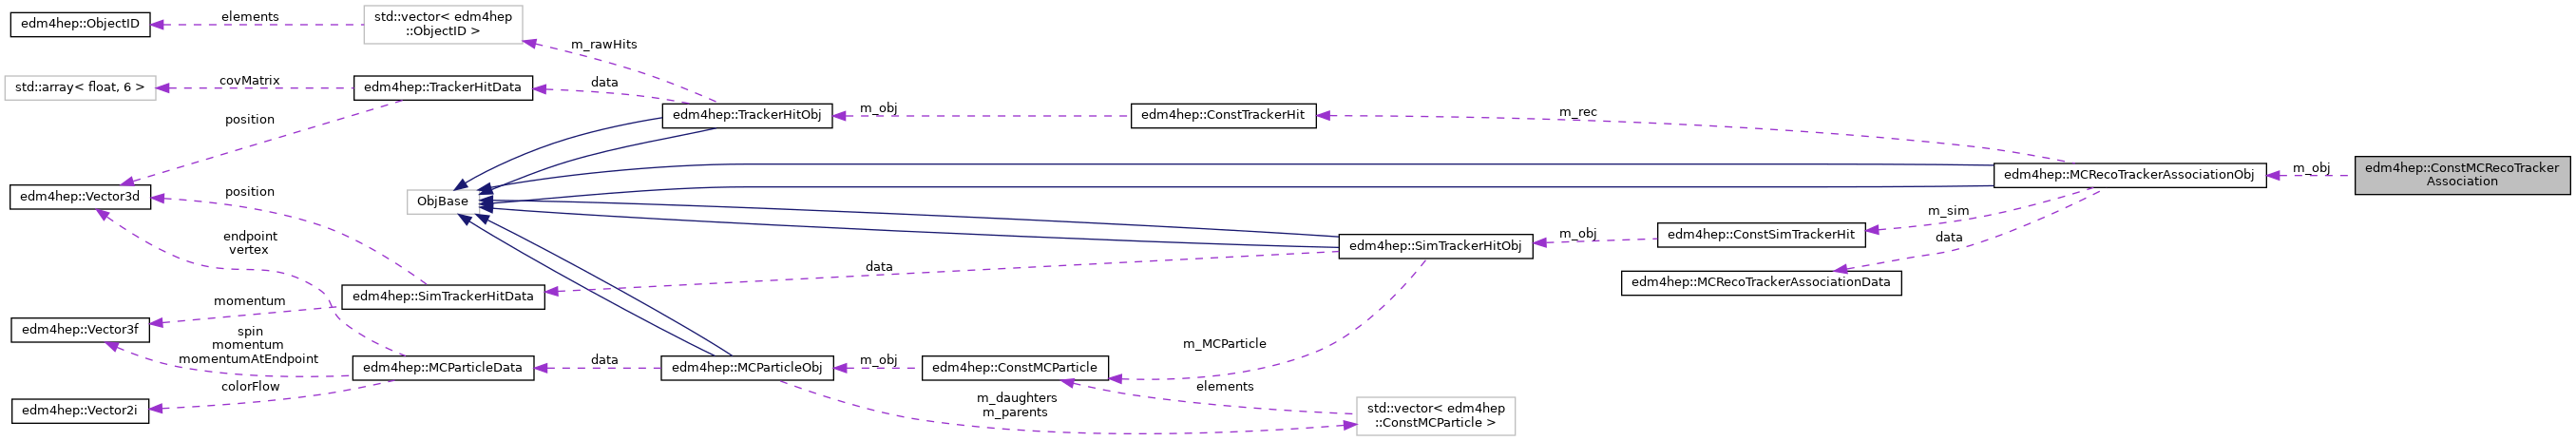 edm4hep::ObjectID
elements
std::vector< edm4hep
::ObjectID >
m_rawHits
std::array< float, 6 >
covMatrix
edm4hep::TrackerHitData
data
position
edm4hep::TrackerHitObj
m_obj
edm4hep::ConstTrackerHit
m_rec
edm4hep::Vector3d
position
ObjBase
edm4hep::MCRecoTrackerAssociationObj
m_obj
edm4hep::ConstMCRecoTracker
Association
endpoint
vertex
m_sim
edm4hep::SimTrackerHitObj
m_obj
edm4hep::ConstSimTrackerHit
data
data
edm4hep::MCRecoTrackerAssociationData
edm4hep::SimTrackerHitData
momentum
edm4hep::Vector3f
spin
momentum
momentumAtEndpoint
m_MCParticle
edm4hep::MCParticleData
data
edm4hep::MCParticleObj
m_obj
edm4hep::ConstMCParticle
colorFlow
elements
edm4hep::Vector2i
m_daughters
m_parents
std::vector< edm4hep
::ConstMCParticle >